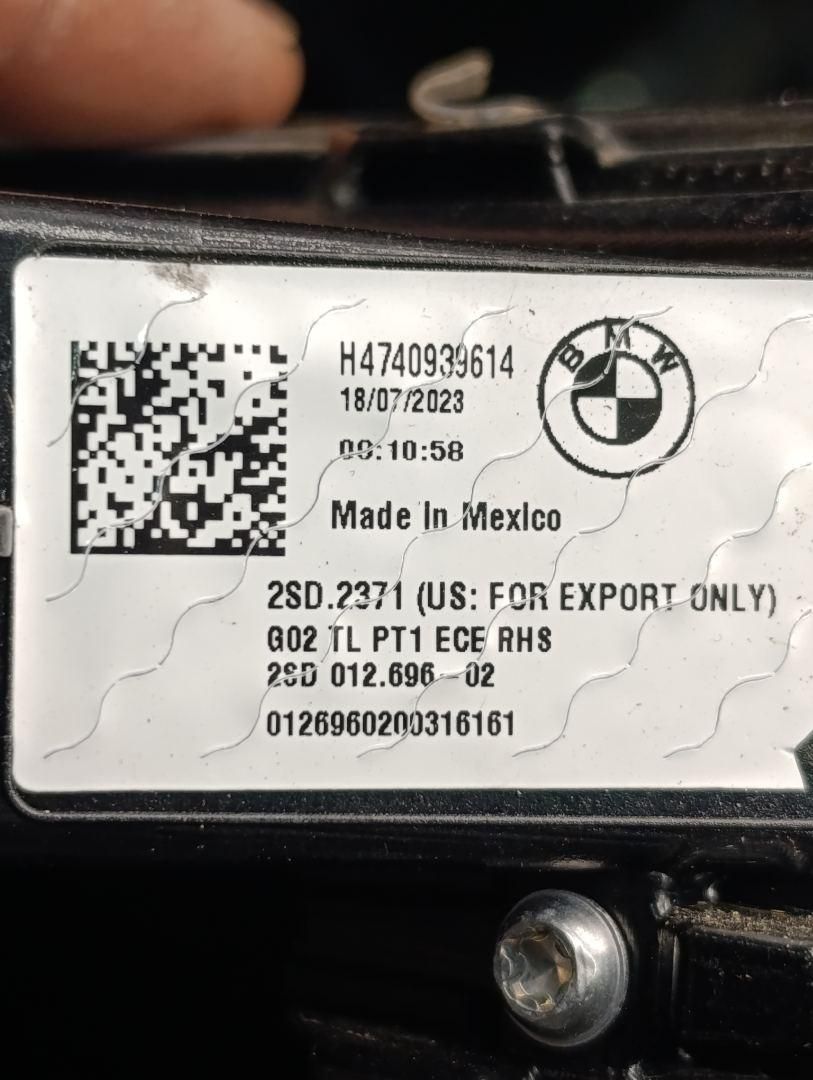 H4740939614
18/07/2023
BMW
09:10:58
Made in Mexico
2SD.2371 (US: FOR EXPORT ONLY)
G02 TL PT1 ECE RHS
2SD 012.696-02
0126960200316161